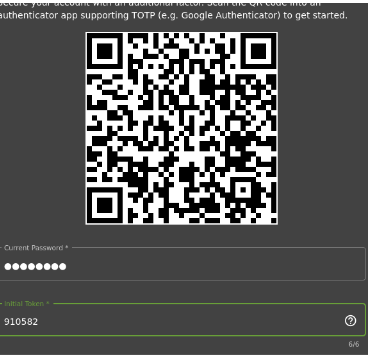 secure your account with an additional factor. Scan the QR code into an
authenticator app supporting TOTP (e.g. Google Authenticator) to get started.
Current Password *
●●●●●●●●
Initial Token *
910582
6/6